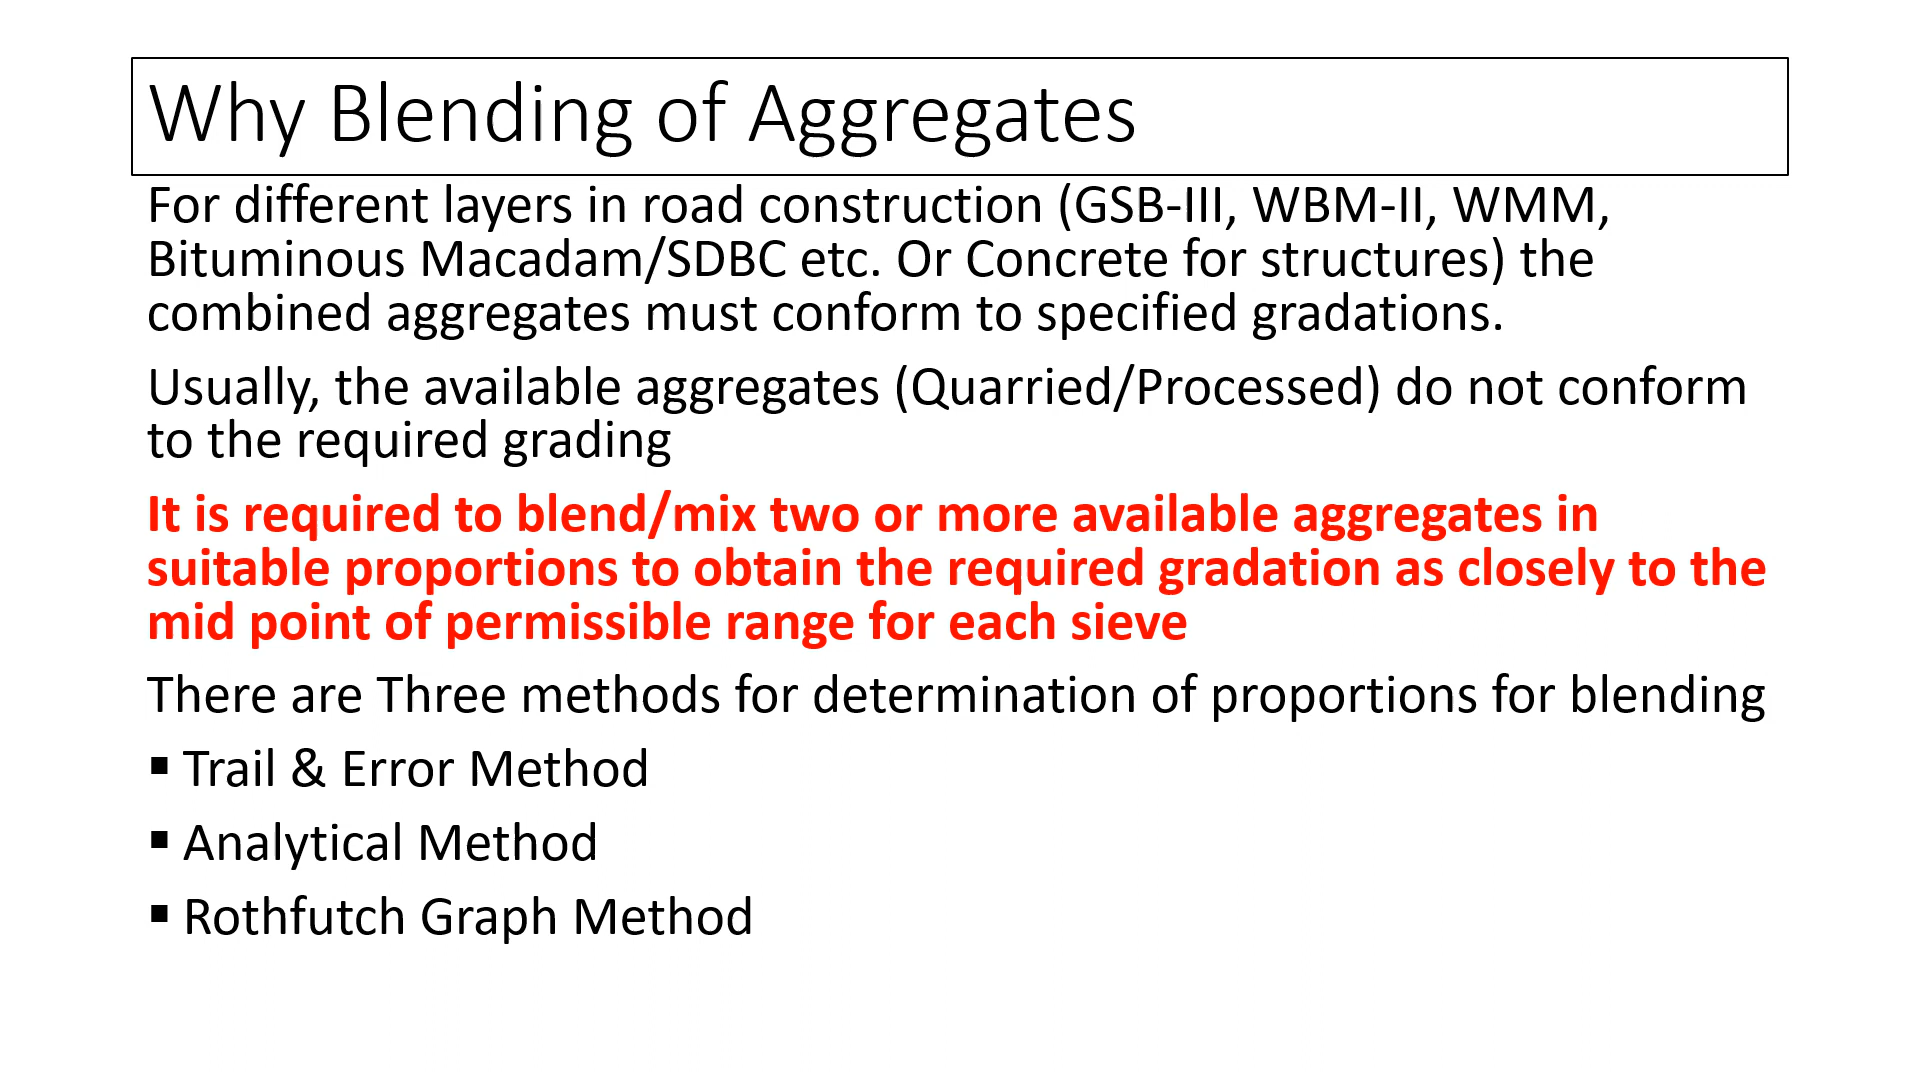 Why Blending of Aggregates
For different layers in road construction (GSB-III, WBM-II, WMM,
Bituminous Macadam/SDBC etc. Or Concrete for structures) the
combined aggregates must conform to specified gradations.
Usually, the available aggregates (Quarried/Processed) do not conform
to the required grading
It is required to blend/mix two or more available aggregates in
suitable proportions to obtain the required gradation as closely to the
mid point of permissible range for each sieve
There are Three methods for determination of proportions for blending
▪ Trail & Error Method
▪ Analytical Method
▪ Rothfutch Graph Method